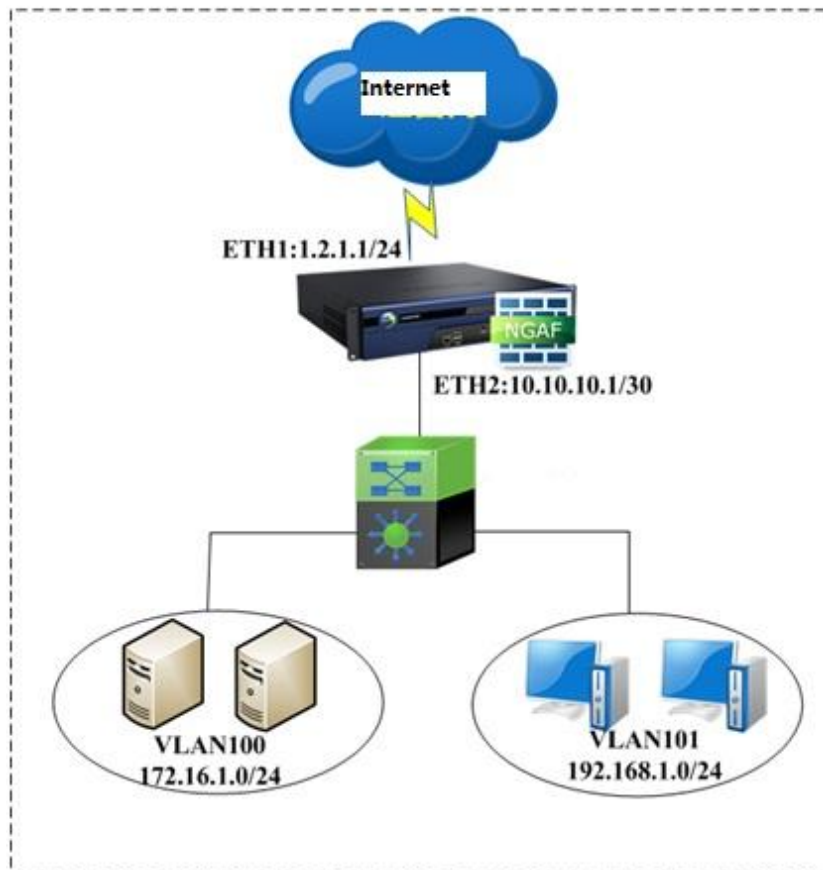 Internet
ETH1:1.2.1.1/24
NGAF
ETH2:10.10.10.1/30
VLAN100
172.16.1.0/24
VLAN101
192.168.1.0/24